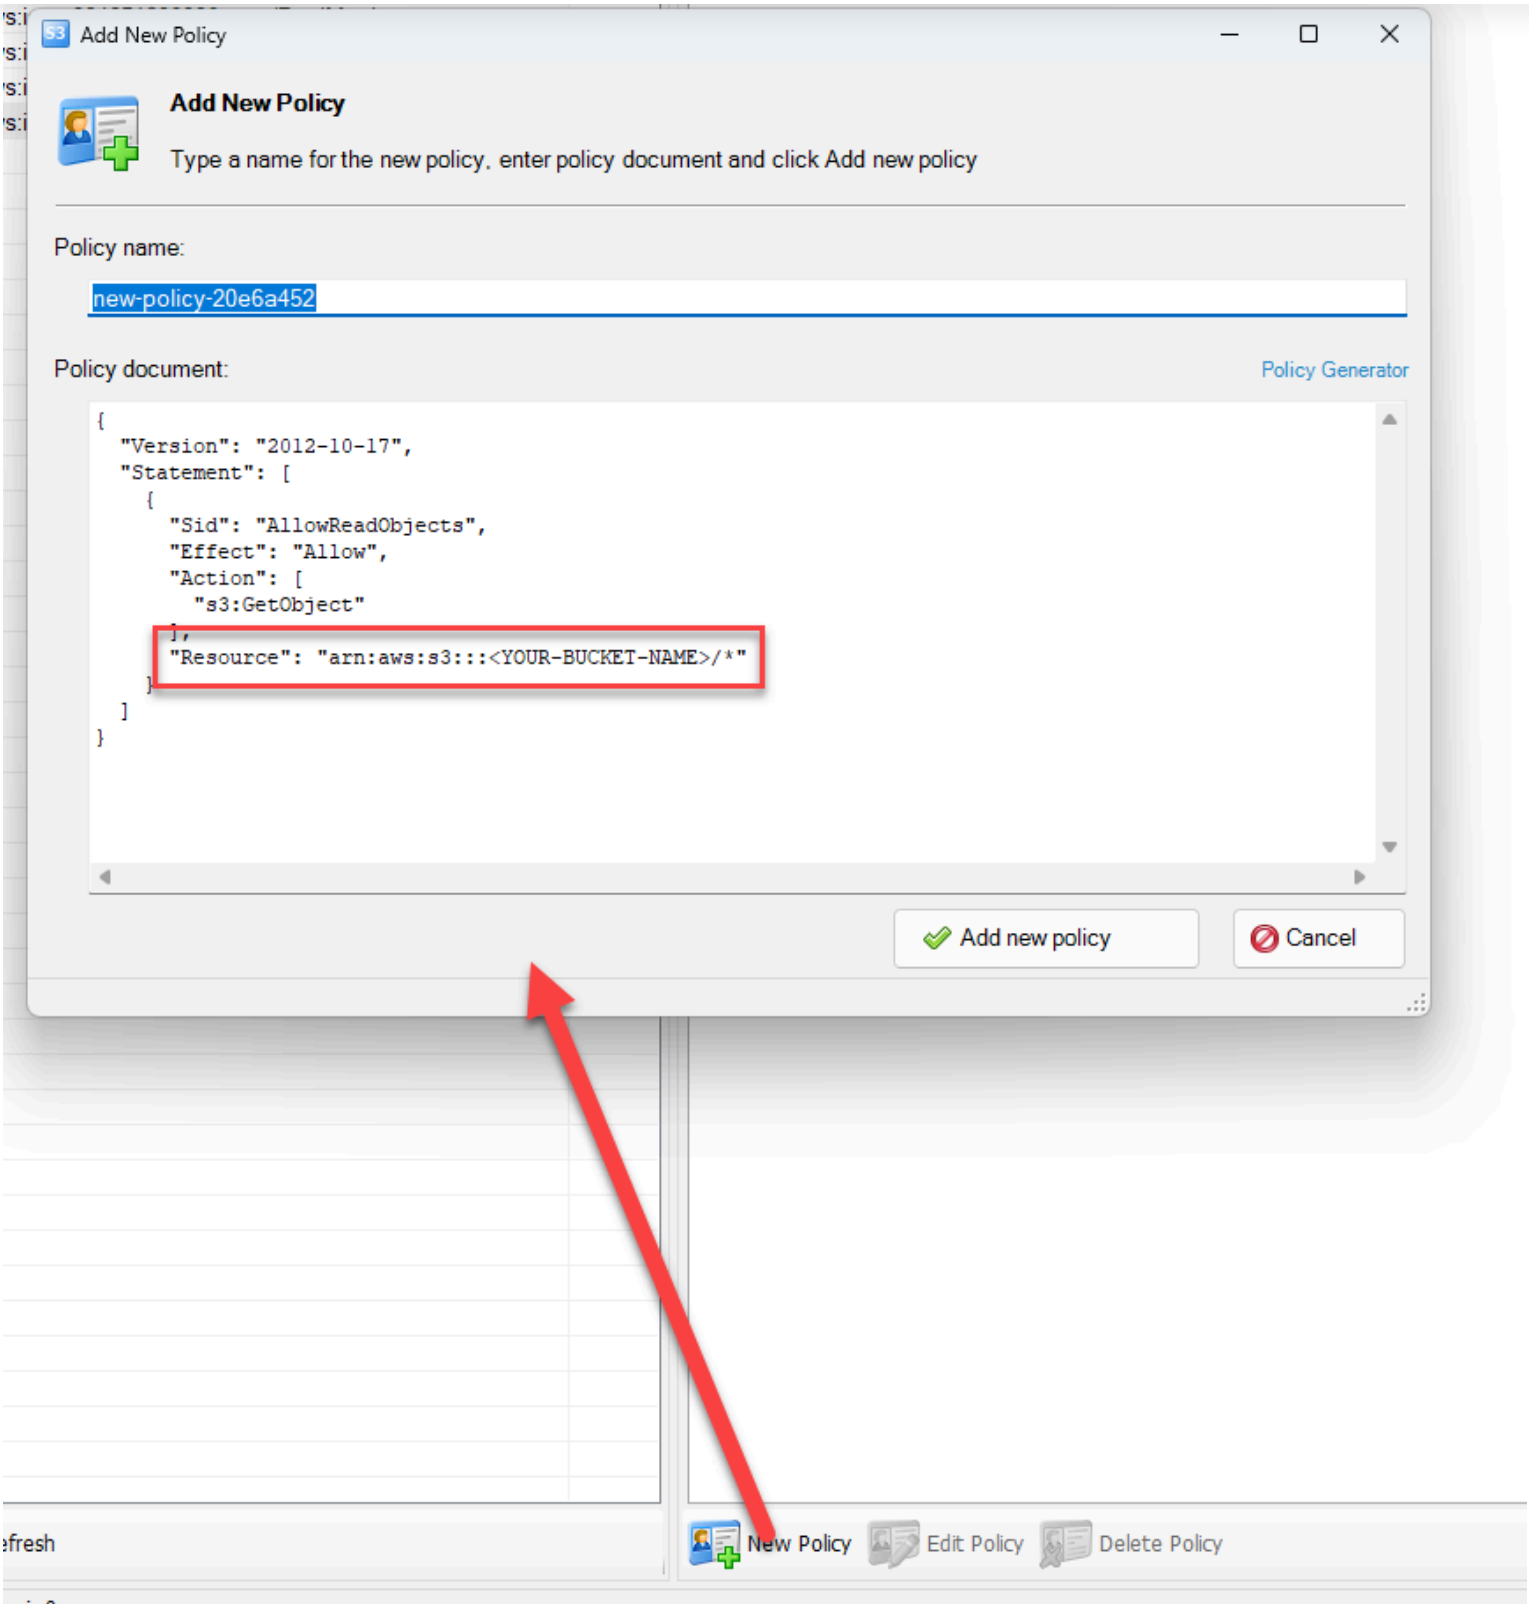 s:i
S3 Add New Policy
s:i
s:i
s:i
Add New Policy
Type a name for the new policy, enter policy document and click Add new policy
Policy name:
new-policy-20e6a452
Policy document:
Policy Generator
{
"Version": "2012-10-17",
"Statement": [
{
"Sid": "AllowReadObjects",
"Effect": "Allow",
"Action": [
"s3:GetObject"
],
"Resource": "arn:aws:s3:::<YOUR-BUCKET-NAME>/*"
}
]
}
Add new policy
Cancel
efresh
New Policy
Edit Policy
Delete Policy